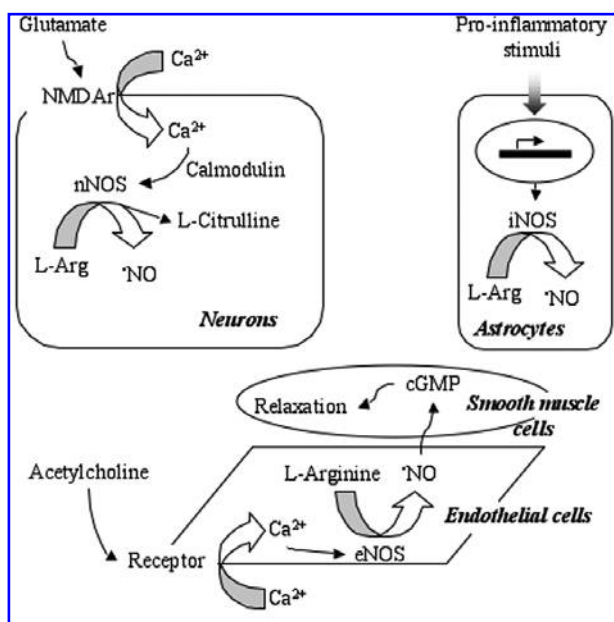 Glutamate
Ca²⁺
NMDAr
Ca²⁺
Calmodulin
nNOS
L-Citrulline
L-Arg
•NO
Neurons
Pro-inflammatory
stimuli
iNOS
L-Arg
•NO
Astrocytes
cGMP
Relaxation
Smooth muscle
cells
Acetylcholine
L-Arginine
•NO
Endothelial cells
Ca²⁺
eNOS
Receptor
Ca²⁺